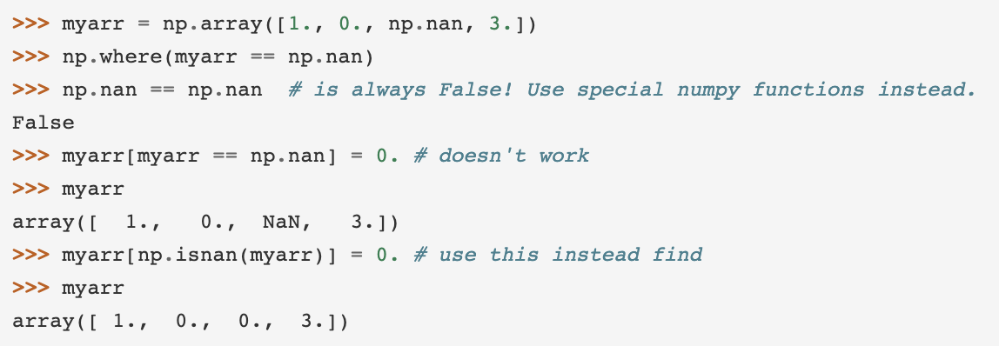 >>> myarr = np.array([1., 0., np.nan, 3.])
>>> np.where(myarr == np.nan)
>>> np.nan == np.nan  # is always False! Use special numpy functions instead.
False
>>> myarr[myarr == np.nan] = 0. # doesn't work
>>> myarr
array([  1.,   0.,  NaN,   3.])
>>> myarr[np.isnan(myarr)] = 0. # use this instead find
>>> myarr
array([ 1.,  0.,  0.,  3.])